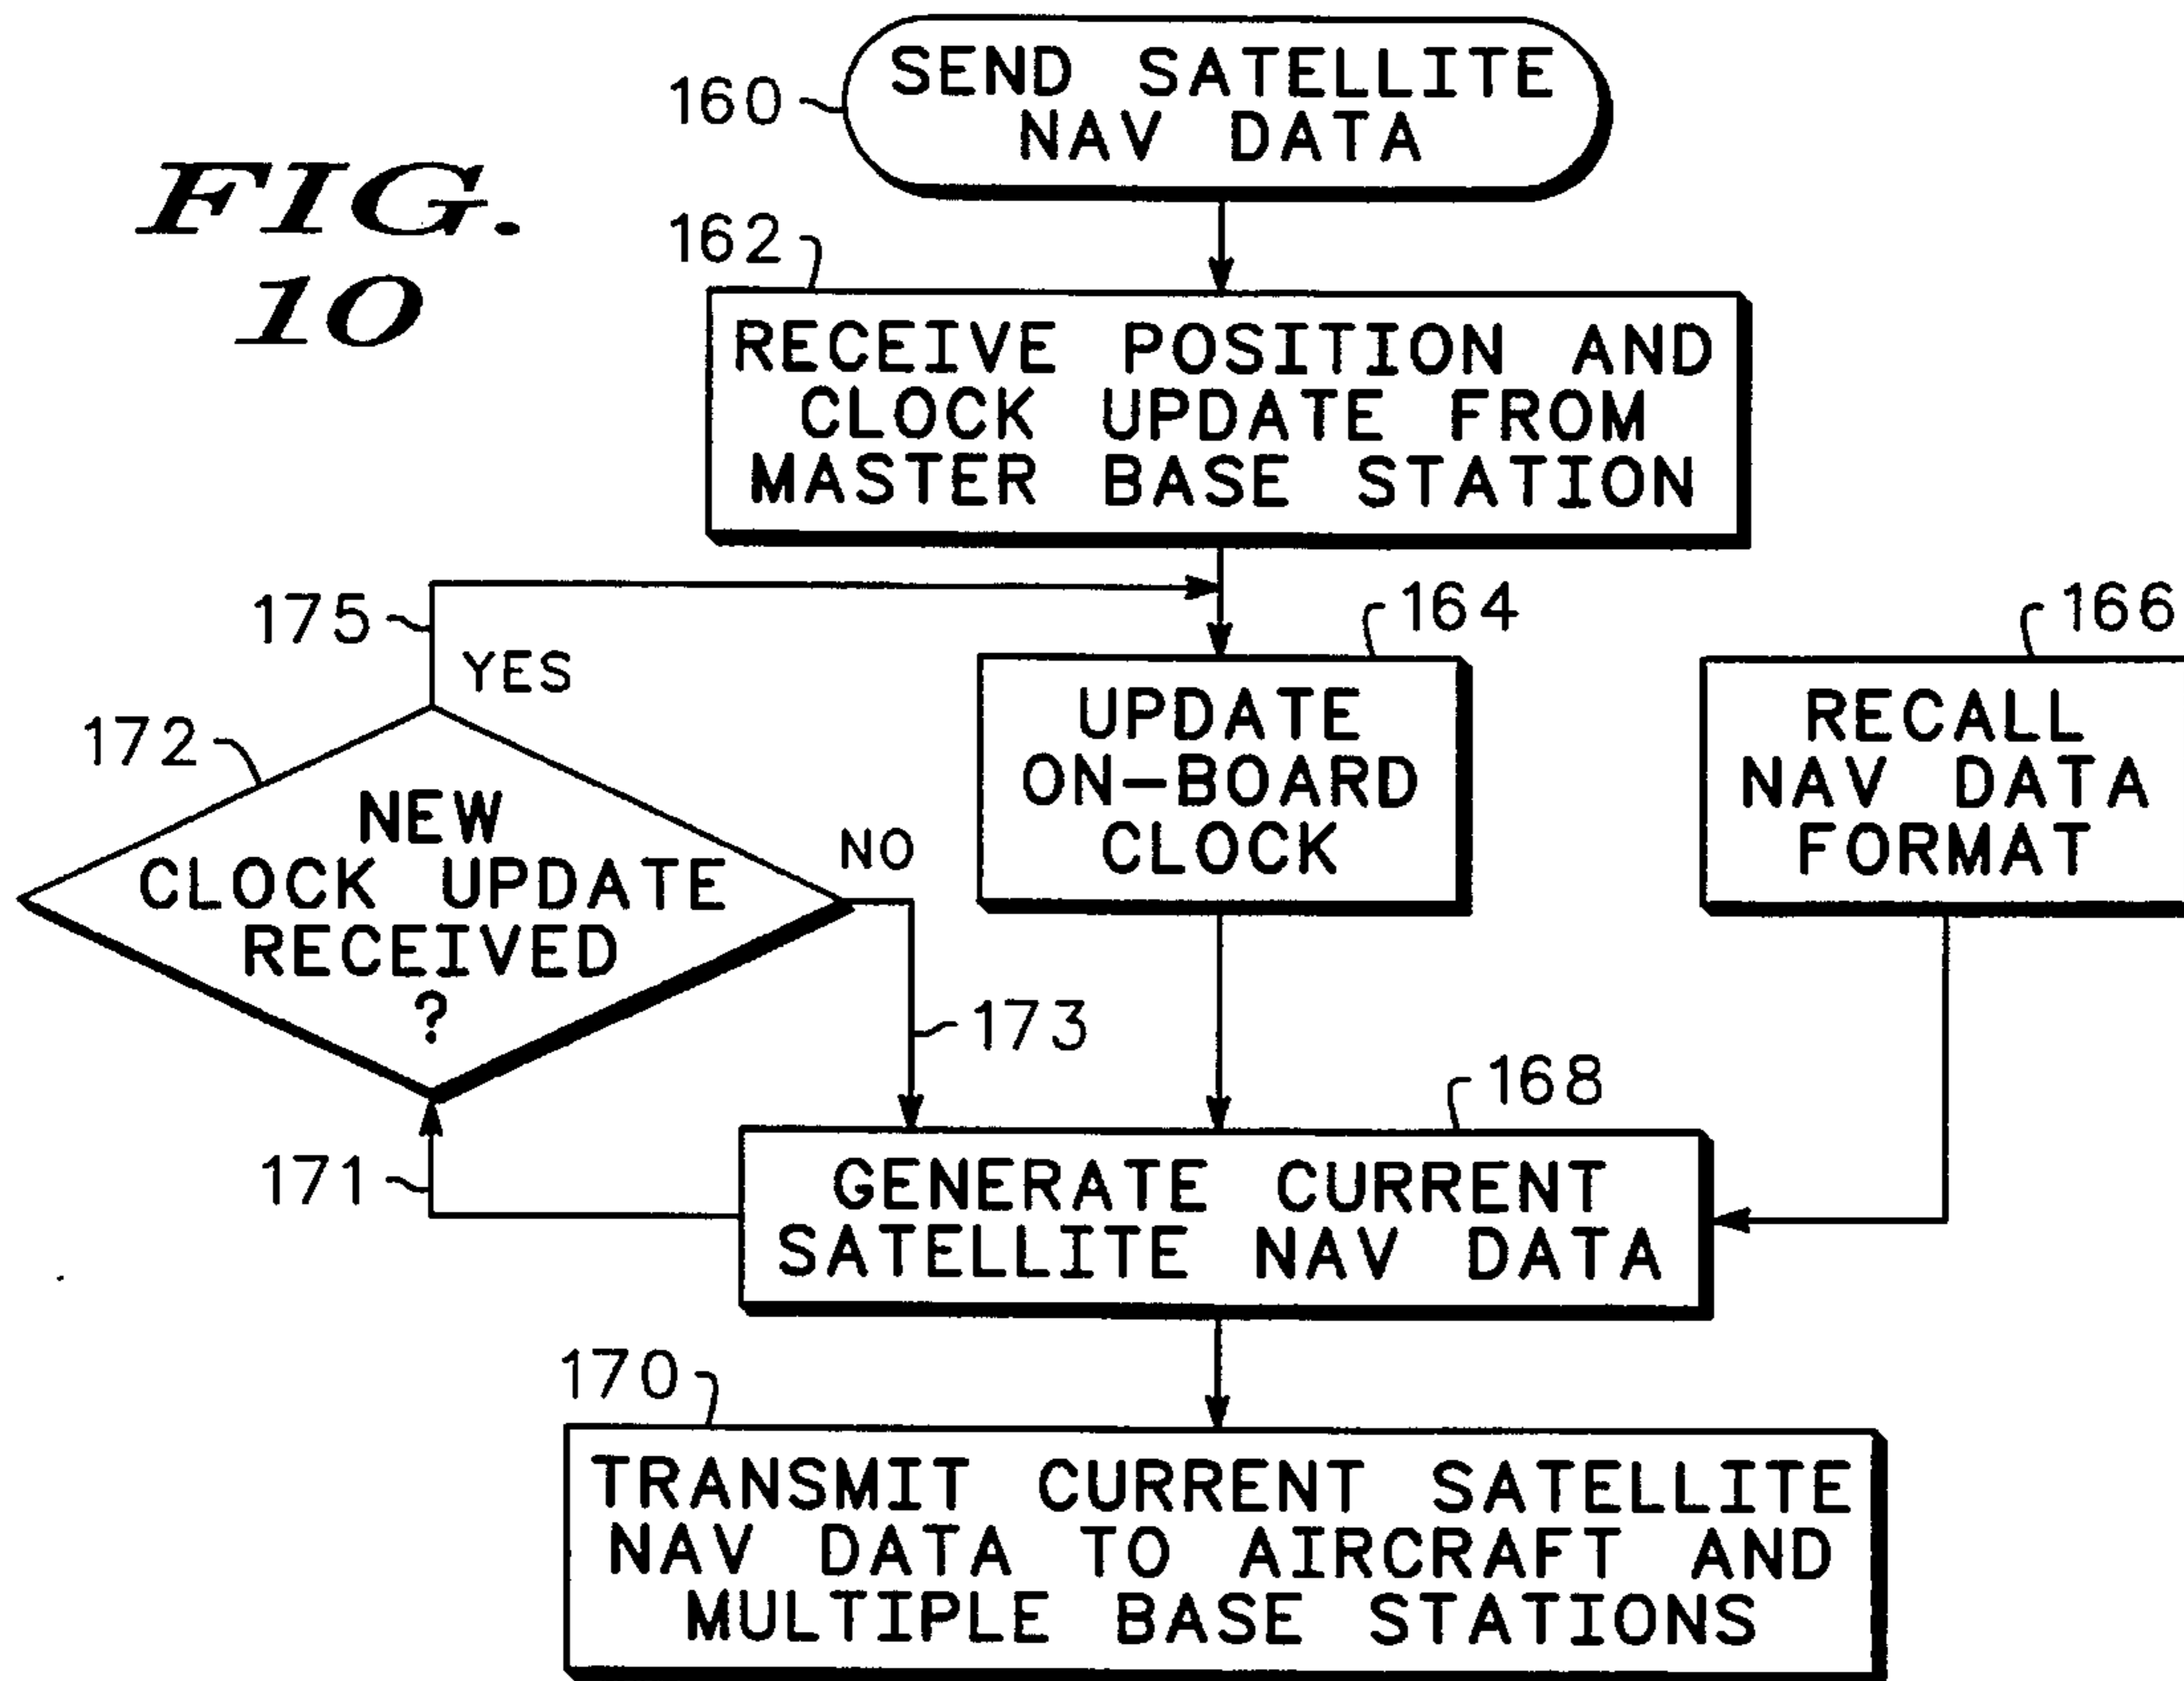 FIG.
10
160
SEND SATELLITE
NAV DATA
162
RECEIVE POSITION AND
CLOCK UPDATE FROM
MASTER BASE STATION
175
YES
164
UPDATE
ON-BOARD
CLOCK
166
RECALL
NAV DATA
FORMAT
172
NEW
CLOCK UPDATE
RECEIVED
?
NO
173
171
168
GENERATE CURRENT
SATELLITE NAV DATA
170
TRANSMIT CURRENT SATELLITE
NAV DATA TO AIRCRAFT AND
MULTIPLE BASE STATIONS